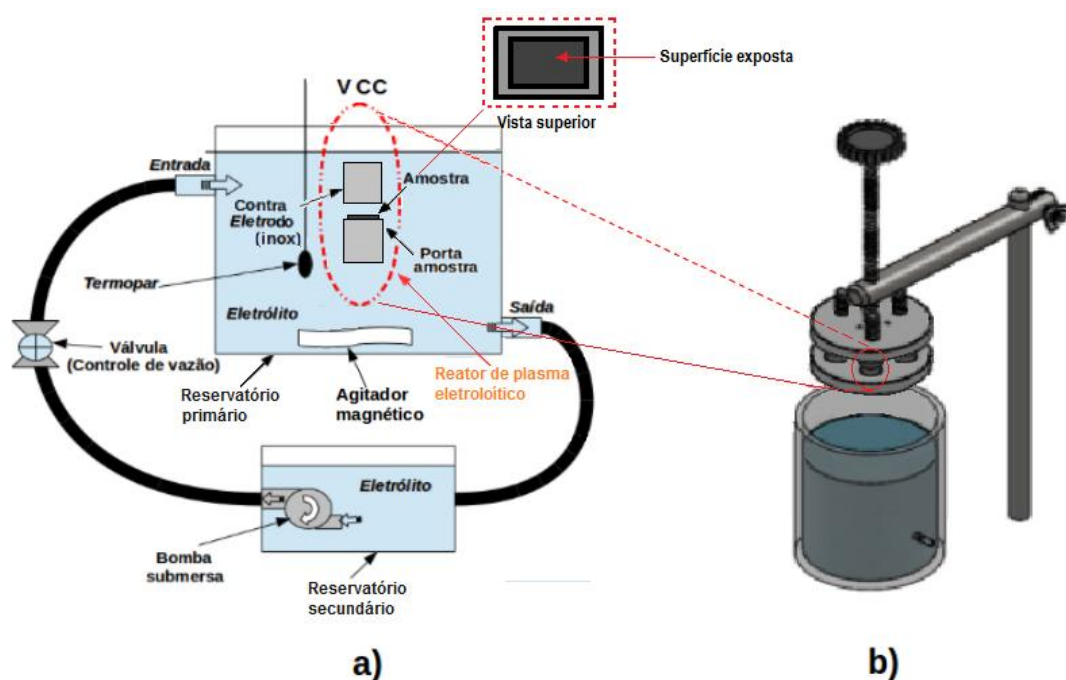 Superfície exposta
V CC
Vista superior
Entrada
Amostra
Contra
Eletrodo
(inox)
Porta
amostra
Termopar
Saída
Eletrólito
Válvula
(Controle de vazão)
Reservatório
primário
Agitador
magnético
Reator de plasma
eletroloítico
Eletrólito
Bomba
submersa
Reservatório
secundário
a)
b)